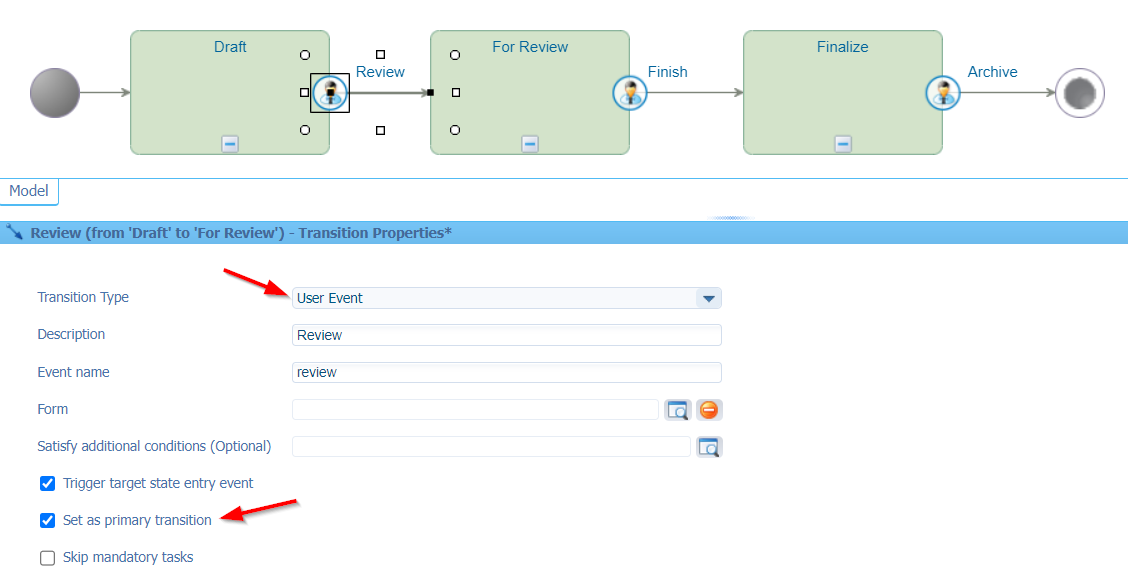 Draft
Review
For Review
Finish
Finalize
Archive
Model
Review (from 'Draft' to 'For Review') - Transition Properties*
Transition Type
User Event
Description
Review
Event name
review
Form
Satisfy additional conditions (Optional)
Trigger target state entry event
Set as primary transition
Skip mandatory tasks